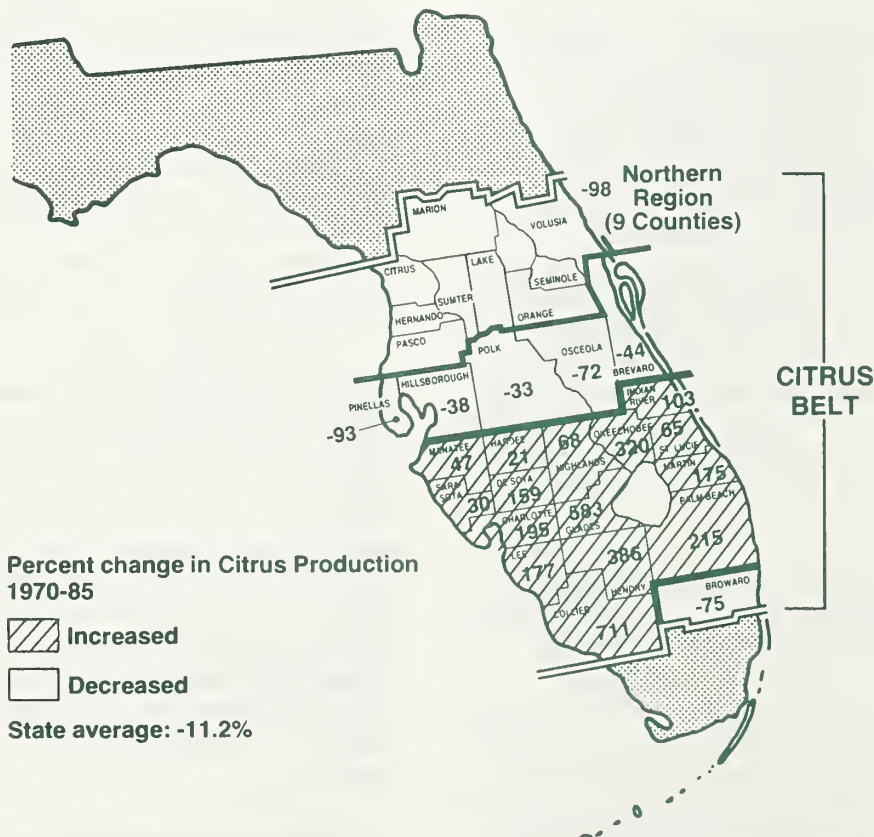 -98
Northern
Region
(9 Counties)
MARION
VOLUSIA
CITRUS
LAKE
SEMINOLE
SUMTER
HERNANDO
ORANGE
PASCO
POLK
OSCEOLA
-72
-44
BREVARD
CITRUS
BELT
HILLSBOROUGH
-38
-33
PINELLAS
-93
INDIAN
RIVER
103
MANATEE
47
HARDEE
21
68
HIGHLANDS
OKEECHOBEE
320
65
ST. LUCIE
SARA-
SOTA
30
DE SOTA
159
MARTIN
175
CHARLOTTE
195
583
GLADES
PALM BEACH
215
LEE
177
386
HENDRY
COLLIER
711
BROWARD
-75
Percent change in Citrus Production
1970-85
Increased
Decreased
State average: -11.2%